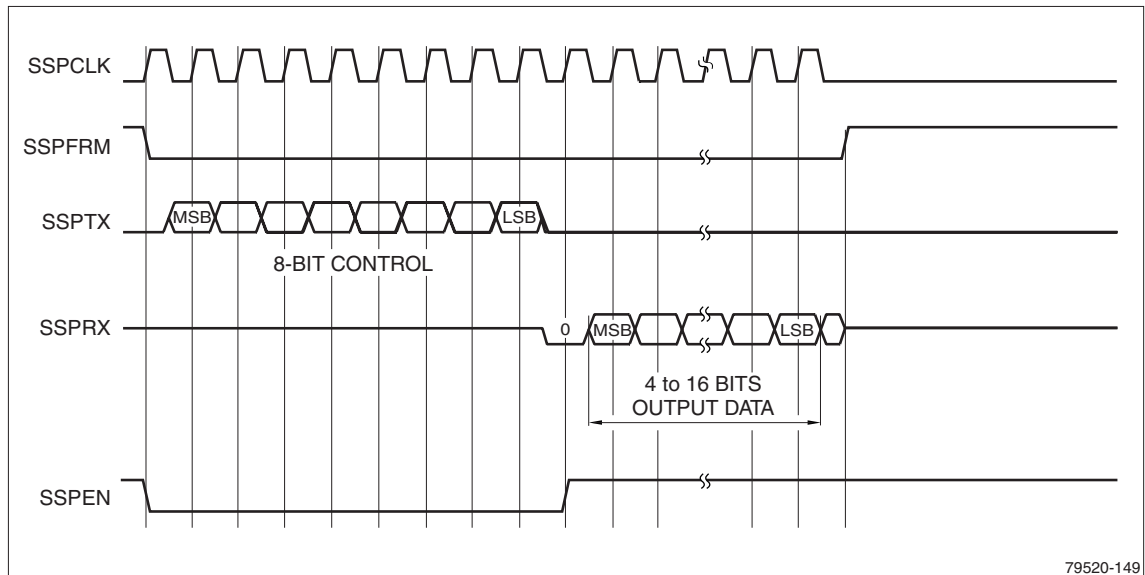 SSPCLK
SSPFRM
SSPTX
MSB
LSB
8-BIT CONTROL
SSPRX
0
MSB
LSB
4 to 16 BITS
OUTPUT DATA
SSPEN
79520-149